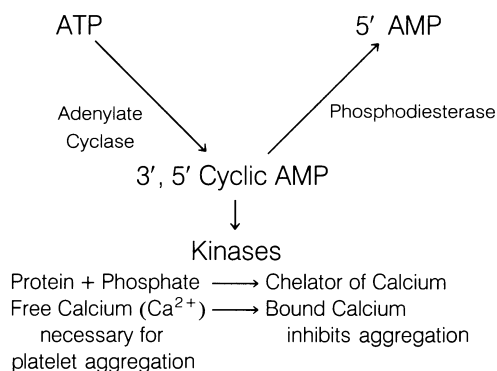 ATP 5′ AMP
Adenylate
Cyclase
Phosphodiesterase
3′, 5′ Cyclic AMP
Kinases
Protein + Phosphate ⟶ Chelator of Calcium
Free Calcium (Ca²⁺) ⟶ Bound Calcium
necessary for inhibits aggregation
platelet aggregation